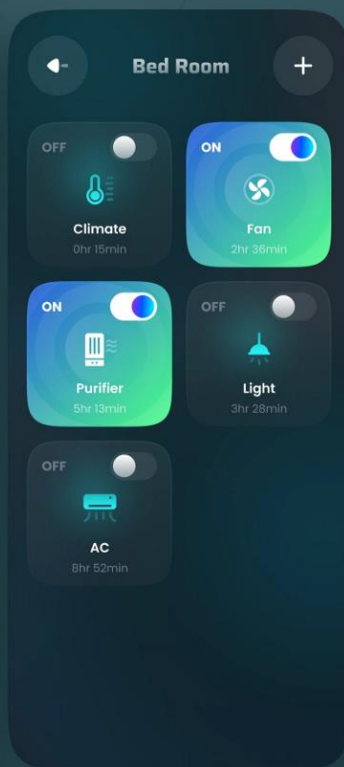 Bed Room
OFF
Climate
0hr 15min
ON
Fan
2hr 36min
ON
Purifier
5hr 13min
OFF
Light
3hr 28min
OFF
AC
8hr 52min